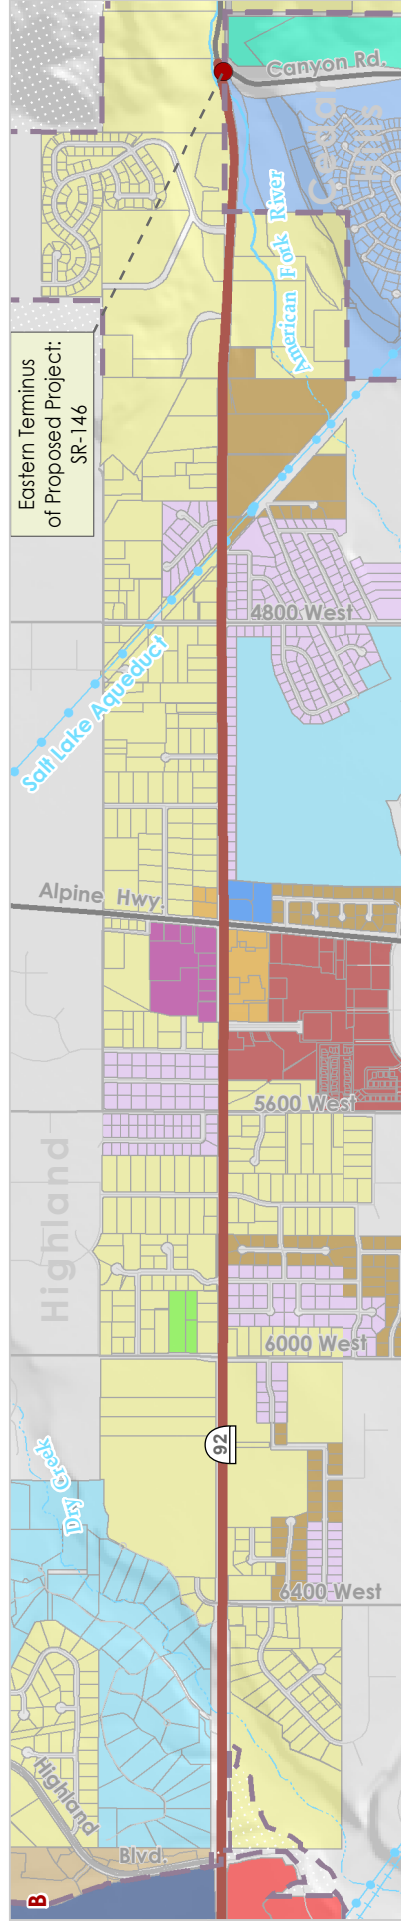 Canyon Rd.
Cedar
Hills
American Fork River
Eastern Terminus
of Proposed Project:
SR-146
4800 West
Salt Lake Aqueduct
Alpine Hwy.
5600 West
Highland
6000 West
92
Dry Creek
6400 West
Highland
Blvd.
B